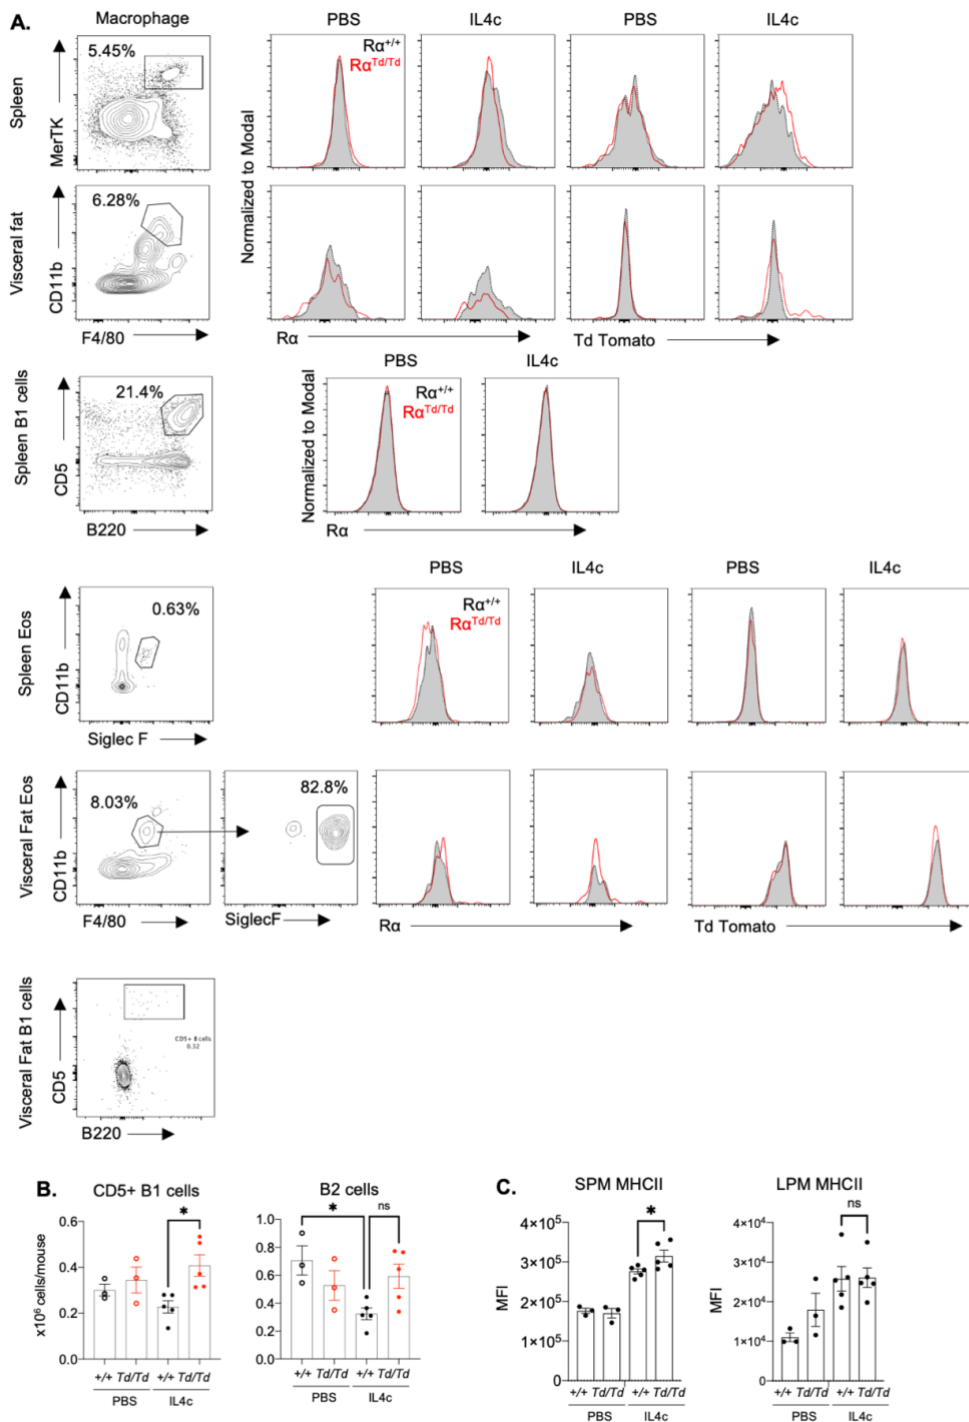 A.
Macrophage
PBS
IL4c
PBS
IL4c
Spleen
MerTK
5.45%
Rα+/+
RαTd/Td
Normalized to Modal
Visceral fat
CD11b
6.28%
F4/80
Rα
Td Tomato
PBS
IL4c
Spleen B1 cells
CD5
21.4%
Normalized to Modal
Rα+/+
RαTd/Td
B220
Rα
PBS
IL4c
PBS
IL4c
Spleen Eos
CD11b
0.63%
Rα+/+
RαTd/Td
Siglec F
Visceral Fat Eos
CD11b
8.03%
82.8%
F4/80
SiglecF
Rα
Td Tomato
Visceral Fat B1 cells
CD5
CD5+ B cells
0.32
B220
B.
CD5+ B1 cells
x10⁶ cells/mouse
0.6
0.4
0.2
0.0
*
+/+ Td/Td +/+ Td/Td
PBS IL4c
B2 cells
1.0
0.8
0.6
0.4
0.2
0.0
* ns
+/+ Td/Td +/+ Td/Td
PBS IL4c
C.
SPM MHCII
MFI
5×10⁵
4×10⁵
3×10⁵
2×10⁵
1×10⁵
0
*
+/+ Td/Td +/+ Td/Td
PBS IL4c
LPM MHCII
MFI
4×10⁴
3×10⁴
2×10⁴
1×10⁴
0
ns
+/+ Td/Td +/+ Td/Td
PBS IL4c